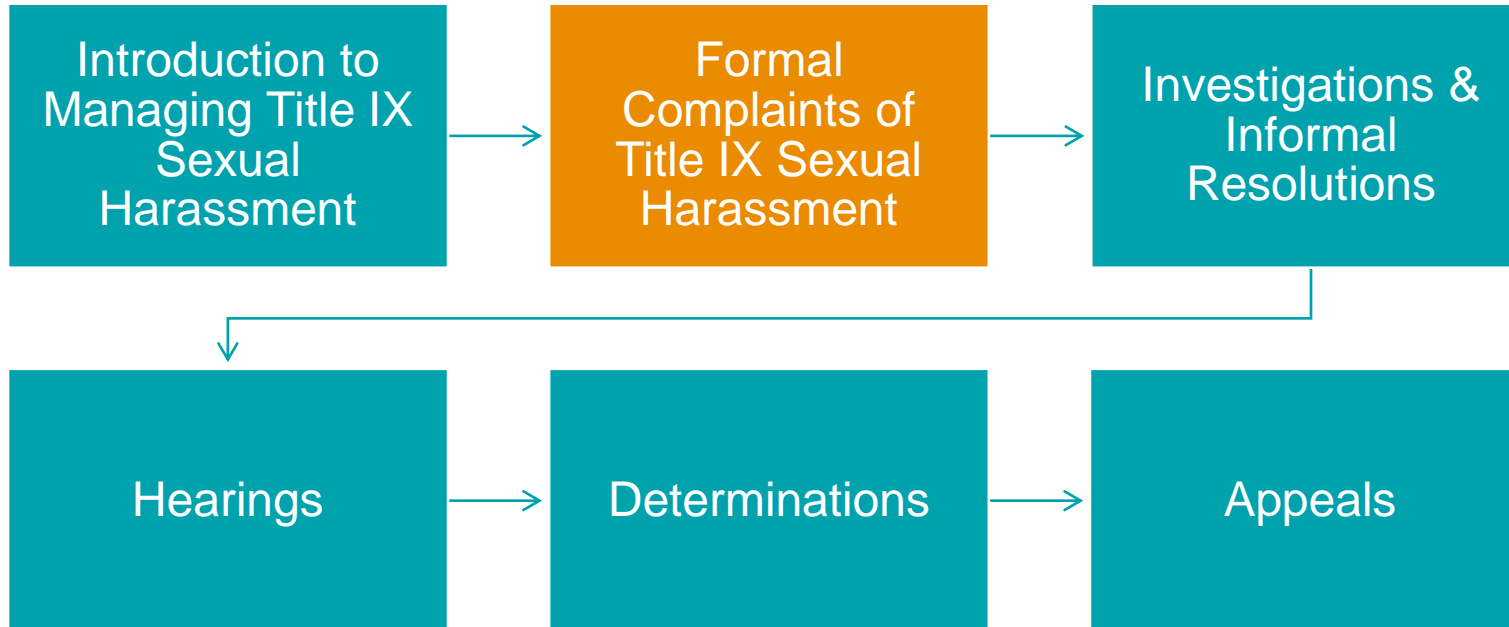 Introduction to
Managing Title IX
Sexual
Harassment
Formal
Complaints of
Title IX Sexual
Harassment
Investigations &
Informal
Resolutions
Hearings
Determinations
Appeals